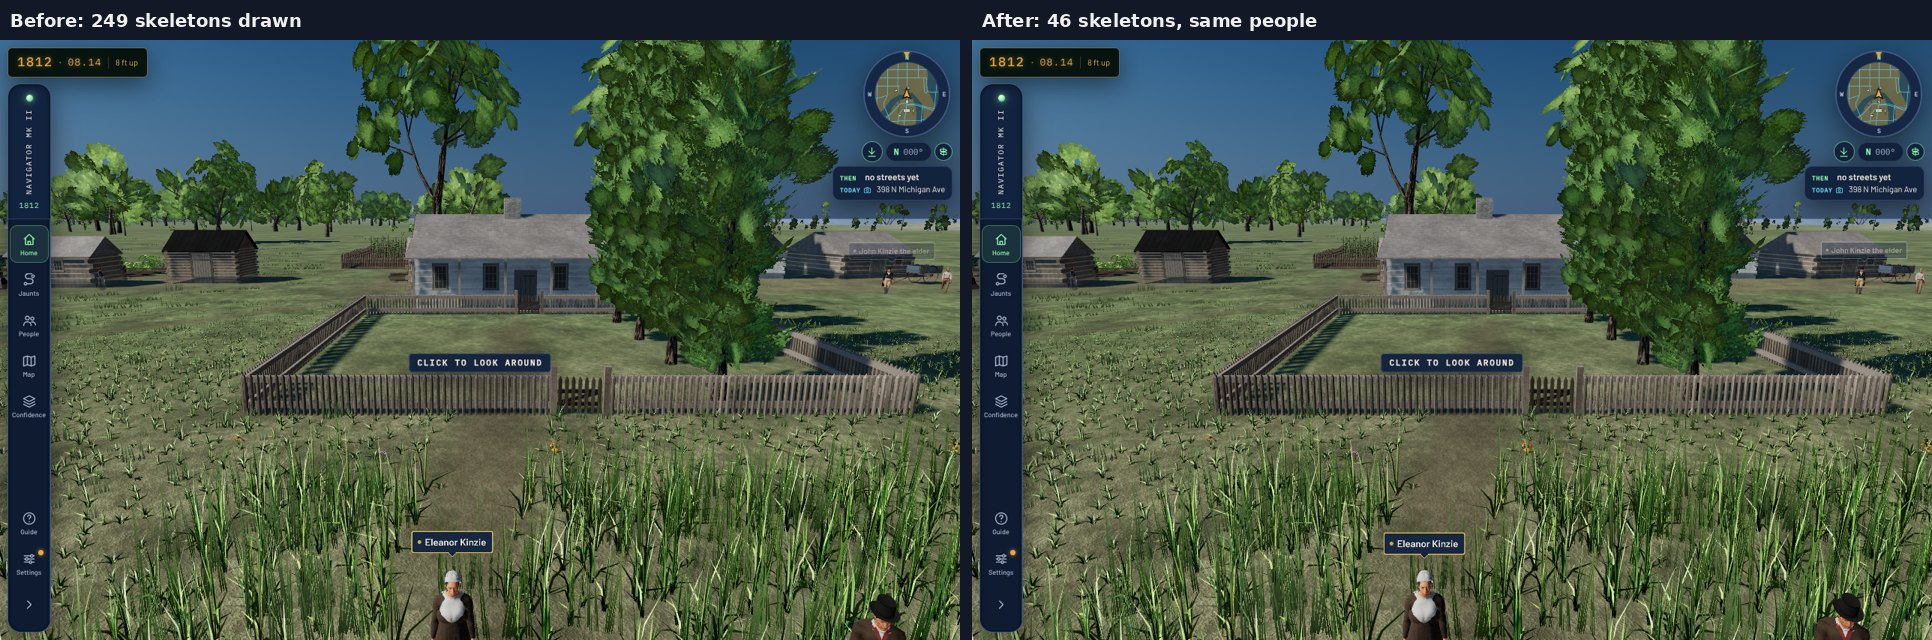 Before: 249 skeletons drawn
1812 · 08.14 8 ft up
NAVIGATOR MK II
1812
Home
Jaunts
People
Map
Confidence
Guide
Settings
W E
S
N 000°
THEN no streets yet
TODAY 398 N Michigan Ave
John Kinzie the elder
CLICK TO LOOK AROUND
Eleanor Kinzie
After: 46 skeletons, same people
1812 · 08.14 8 ft up
NAVIGATOR MK II
1812
Home
Jaunts
People
Map
Confidence
Guide
Settings
W E
S
N 000°
THEN no streets yet
TODAY 398 N Michigan Ave
John Kinzie the elder
CLICK TO LOOK AROUND
Eleanor Kinzie